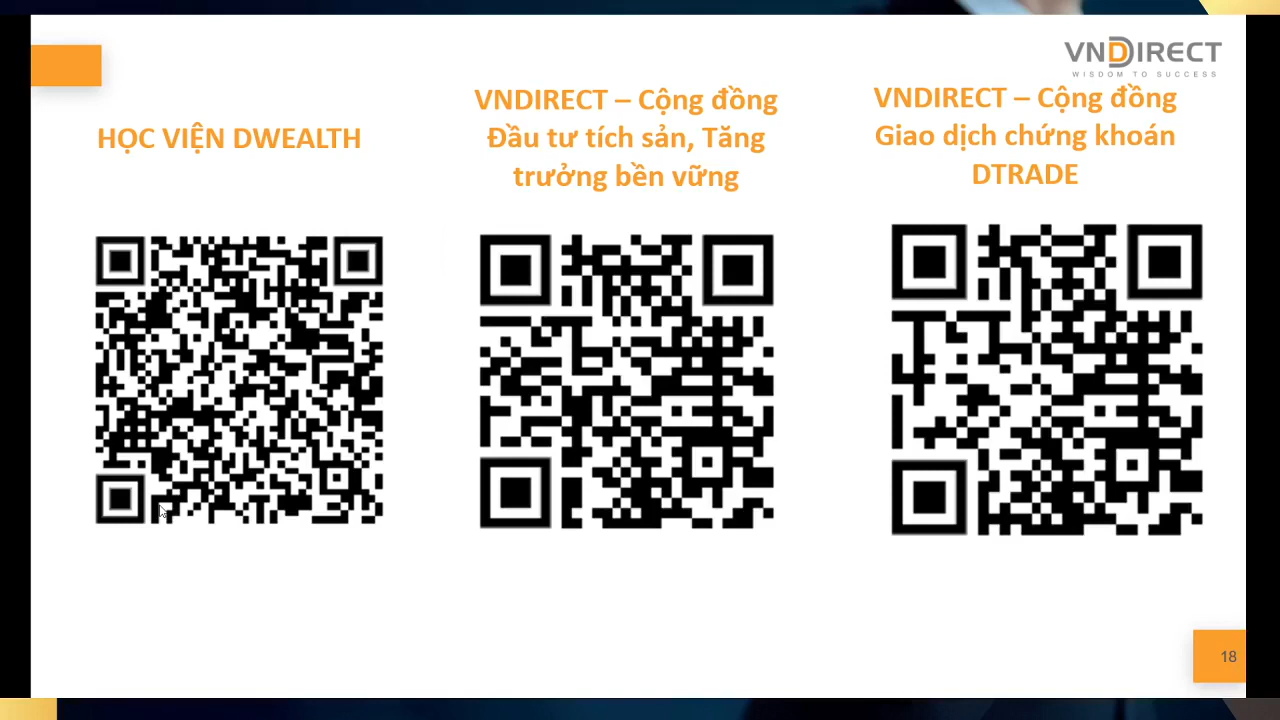 VNDIRECT
WISDOM TO SUCCESS
HỌC VIỆN DWEALTH
VNDIRECT – Cộng đồng
Đầu tư tích sản, Tăng
trưởng bền vững
VNDIRECT – Cộng đồng
Giao dịch chứng khoán
DTRADE
18